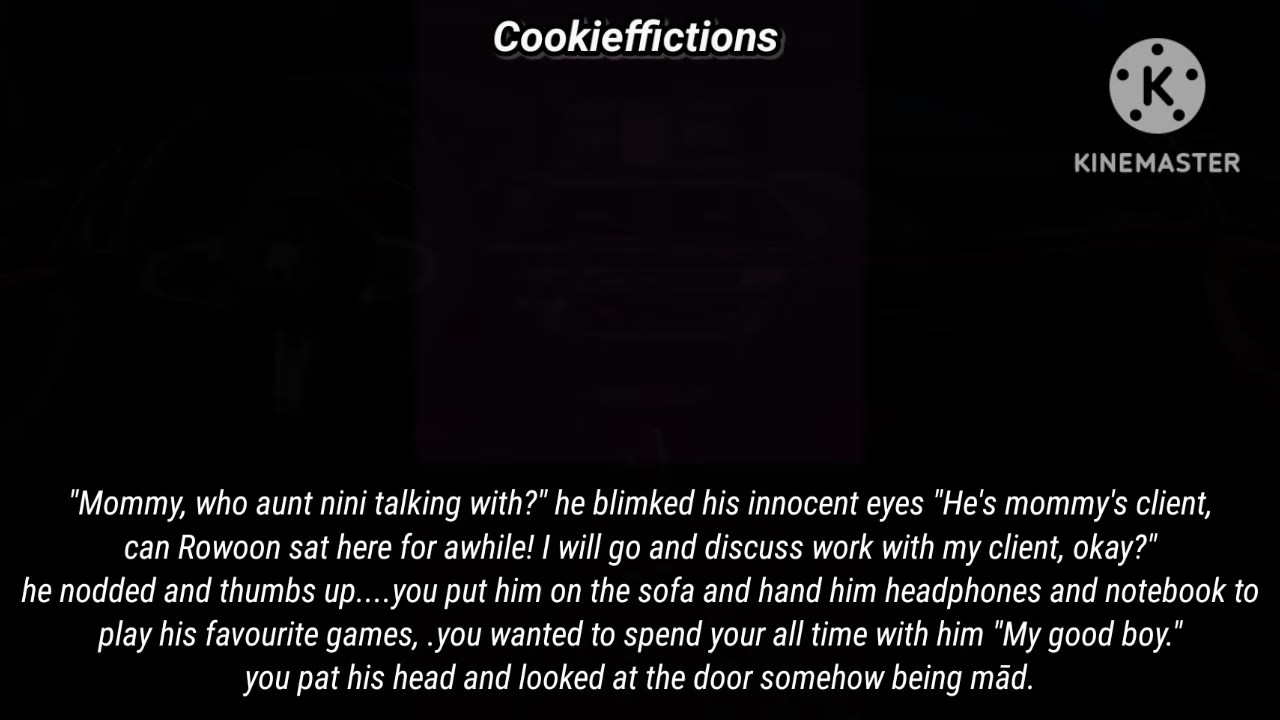 Cookieffictions
K
KINEMASTER
"Mommy, who aunt nini talking with?" he blimked his innocent eyes "He's mommy's client,
can Rowoon sat here for awhile! I will go and discuss work with my client, okay?"
he nodded and thumbs up....you put him on the sofa and hand him headphones and notebook to
play his favourite games, .you wanted to spend your all time with him "My good boy."
you pat his head and looked at the door somehow being mād.